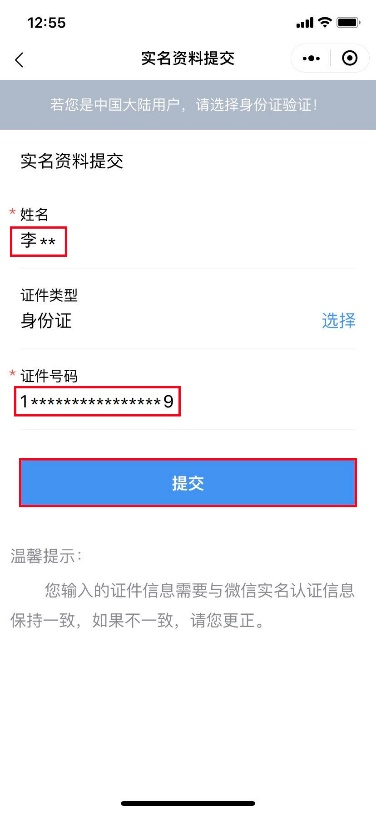 12:55
实名资料提交
若您是中国大陆用户，请选择身份证验证！
实名资料提交
* 姓名
李**
证件类型
身份证 选择
* 证件号码
1****************9
提交
温馨提示：
您输入的证件信息需要与微信实名认证信息
保持一致，如果不一致，请您更正。